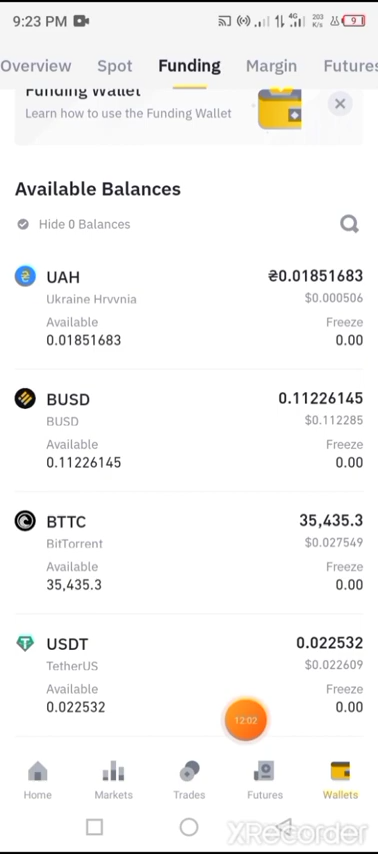 9:23 PM 4G 203 K/s 9
Overview Spot Funding Margin Futures
Funding Wallet
Learn how to use the Funding Wallet
Available Balances
Hide 0 Balances
UAH ₴0.01851683
Ukraine Hrvvnia $0.000506
Available Freeze
0.01851683 0.00
BUSD 0.11226145
BUSD $0.112285
Available Freeze
0.11226145 0.00
BTTC 35,435.3
BitTorrent $0.027549
Available Freeze
35,435.3 0.00
USDT 0.022532
TetherUS $0.022609
Available Freeze
0.022532 0.00
12:02
Home Markets Trades Futures Wallets
XRecorder